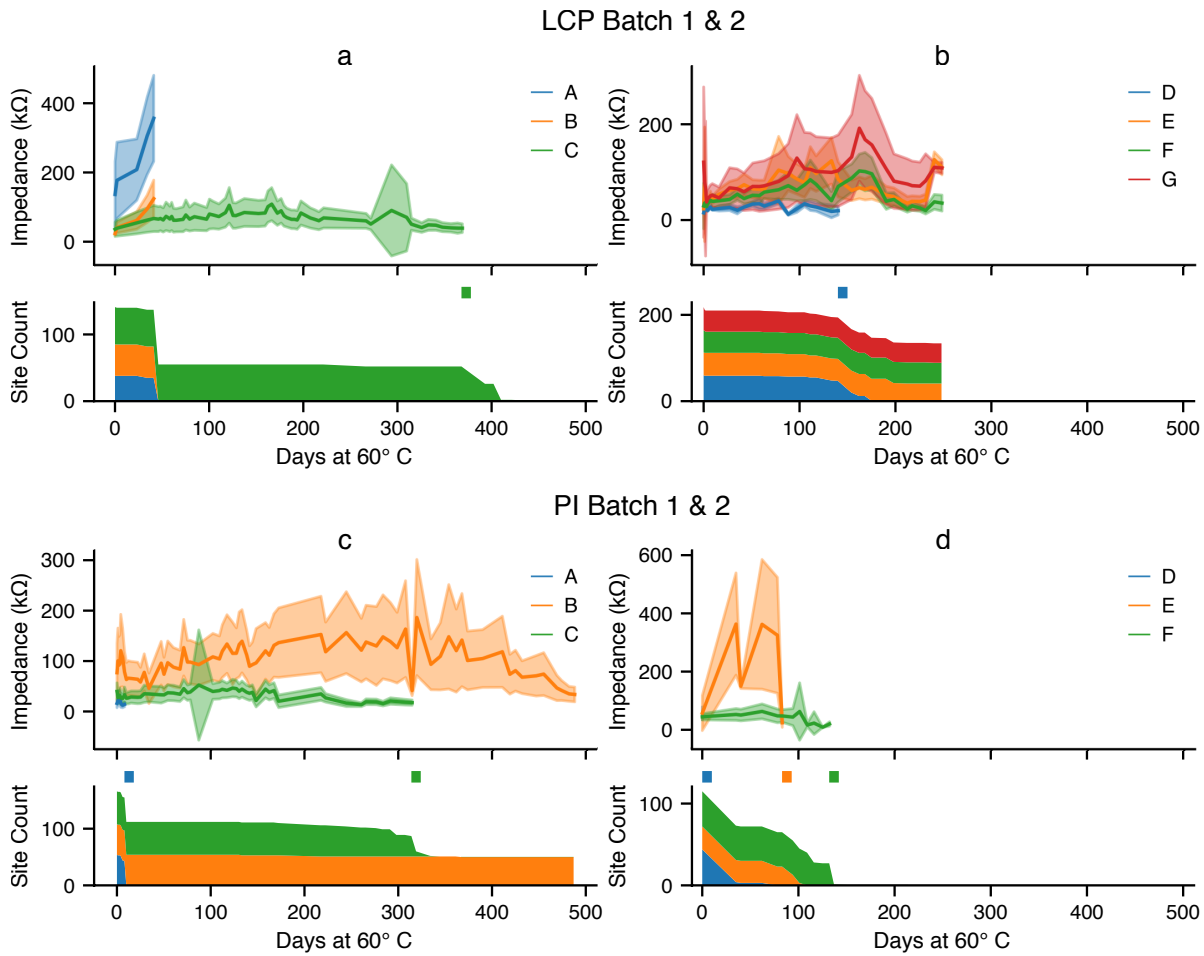 LCP Batch 1 & 2
a
Impedance (kΩ)
400
200
0
A
B
C
Site Count
100
0
0 100 200 300 400 500
Days at 60° C
b
Impedance (kΩ)
200
0
D
E
F
G
Site Count
200
0
0 100 200 300 400 500
Days at 60° C
PI Batch 1 & 2
c
Impedance (kΩ)
300
200
100
0
A
B
C
Site Count
100
0
0 100 200 300 400 500
Days at 60° C
d
Impedance (kΩ)
600
400
200
0
D
E
F
Site Count
100
0
0 100 200 300 400 500
Days at 60° C